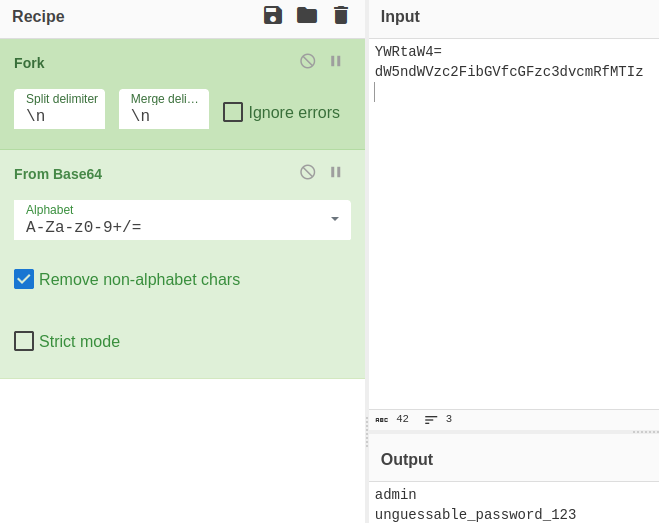 Recipe
Fork
Split delimiter
\n
Merge deli...
\n
Ignore errors
From Base64
Alphabet
A-Za-z0-9+/=
Remove non-alphabet chars
Strict mode
Input
YWRtaW4=
dW5ndWVzc2FibGVfcGFzc3dvcmRfMTIz
ABC 42 3
Output
admin
unguessable_password_123